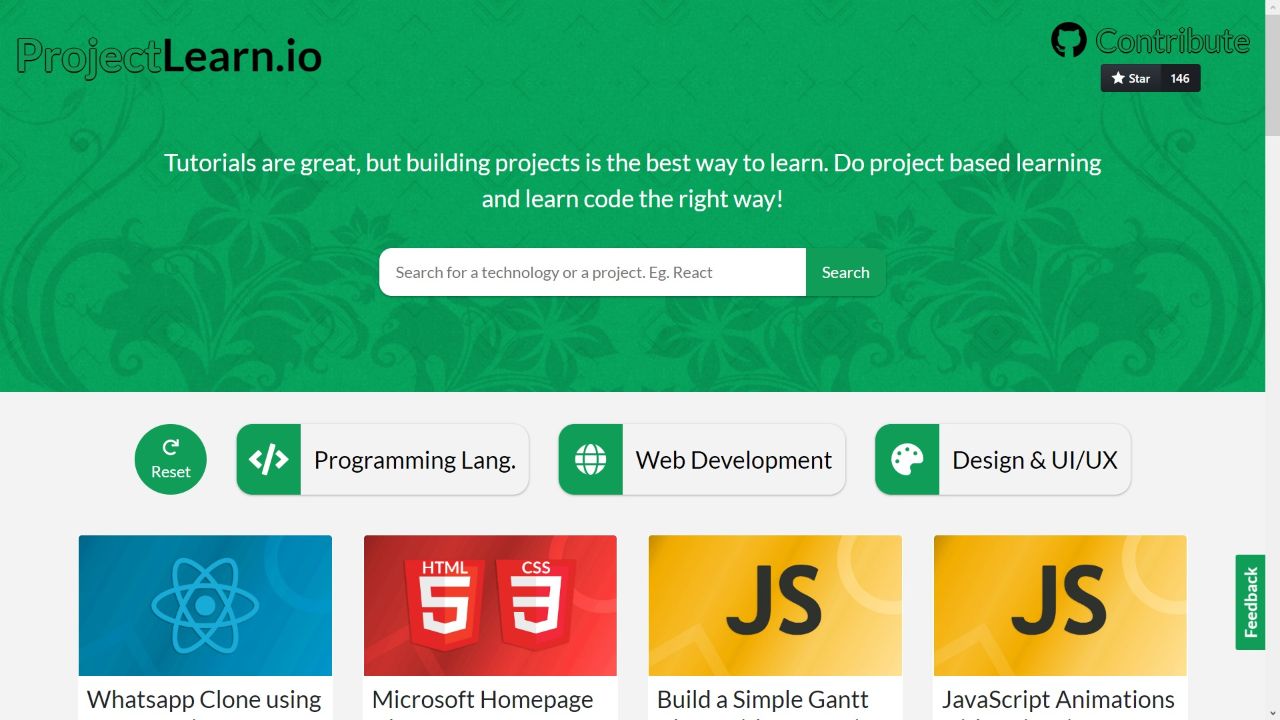 ProjectLearn.io
Contribute
Star 146
Tutorials are great, but building projects is the best way to learn. Do project based learning
and learn code the right way!
Search for a technology or a project. Eg. React
Search
Reset
Programming Lang.
Web Development
Design & UI/UX
HTML
5
CSS
3
JS
JS
Feedback
Whatsapp Clone using
Microsoft Homepage
Build a Simple Gantt
JavaScript Animations